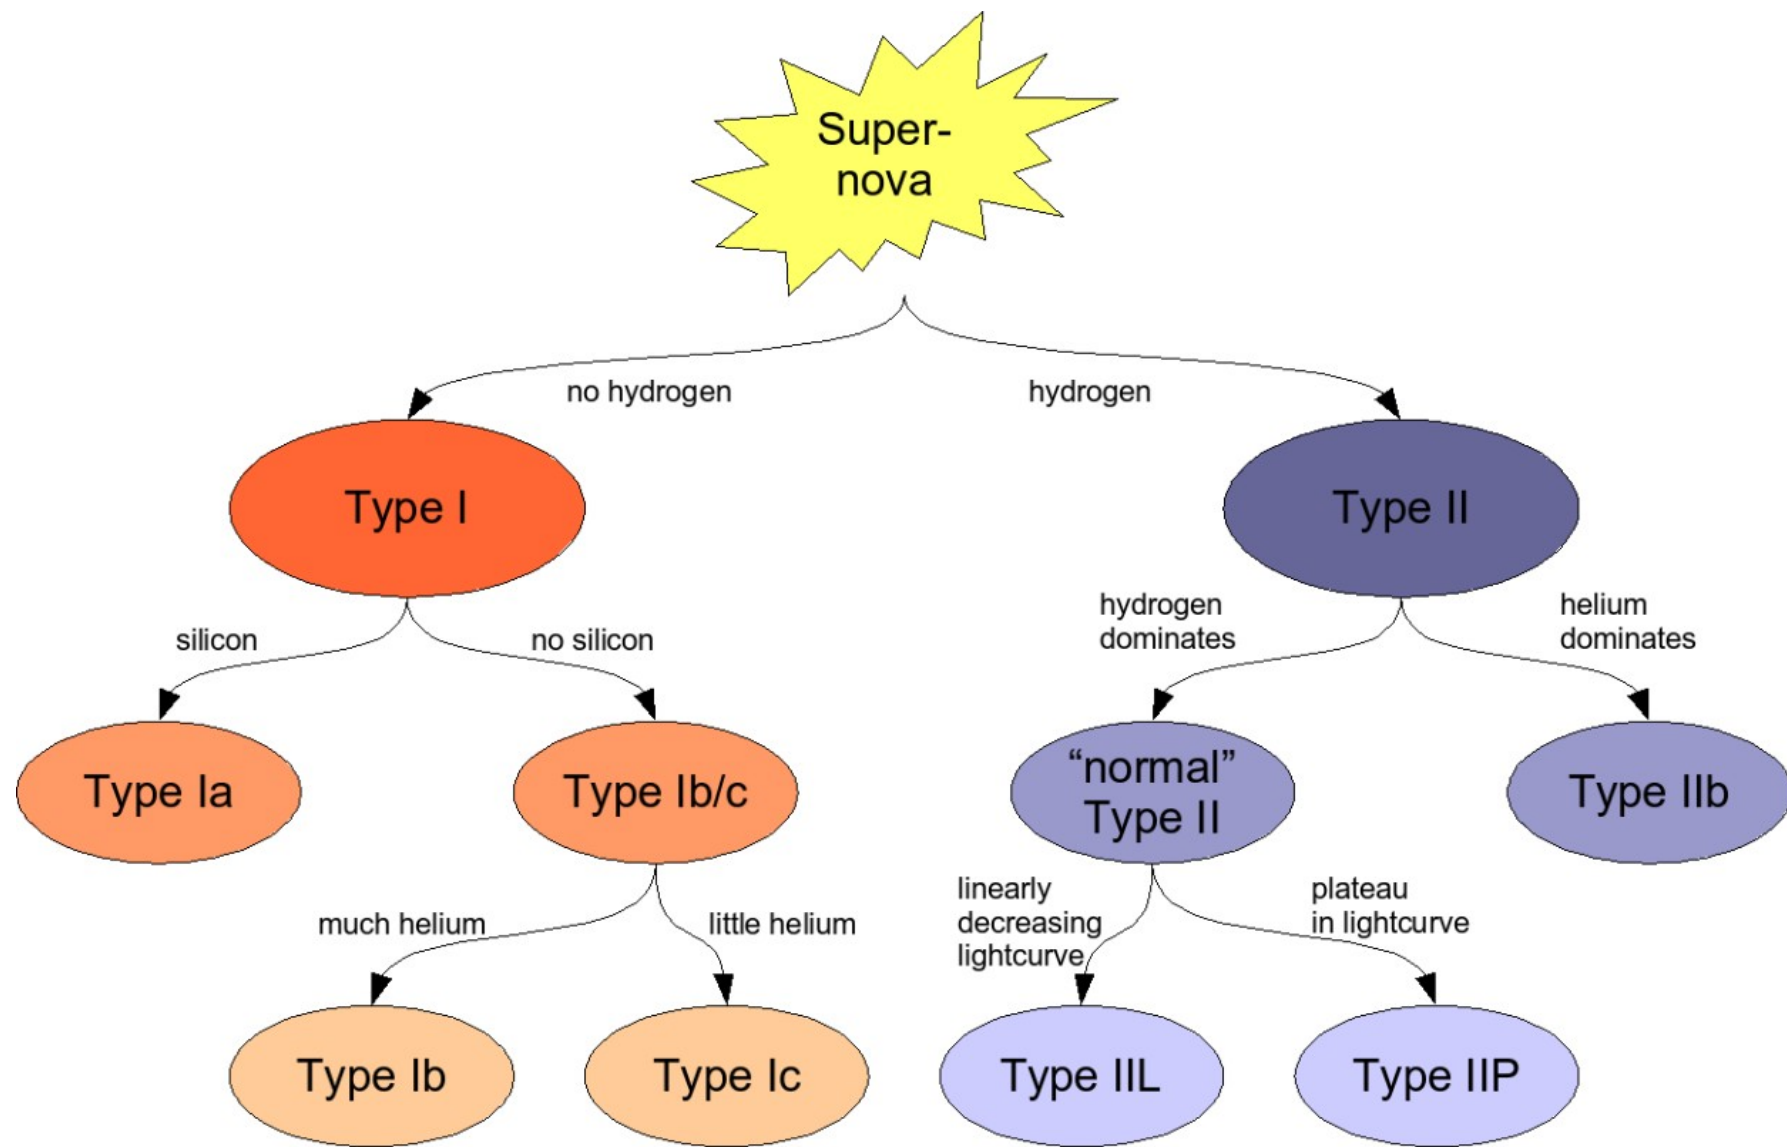 Super-
nova
no hydrogen
hydrogen
Type I
Type II
silicon
no silicon
hydrogen
dominates
helium
dominates
Type Ia
Type Ib/c
“normal”
Type II
Type IIb
much helium
little helium
linearly
decreasing
lightcurve
plateau
in lightcurve
Type Ib
Type Ic
Type IIL
Type IIP